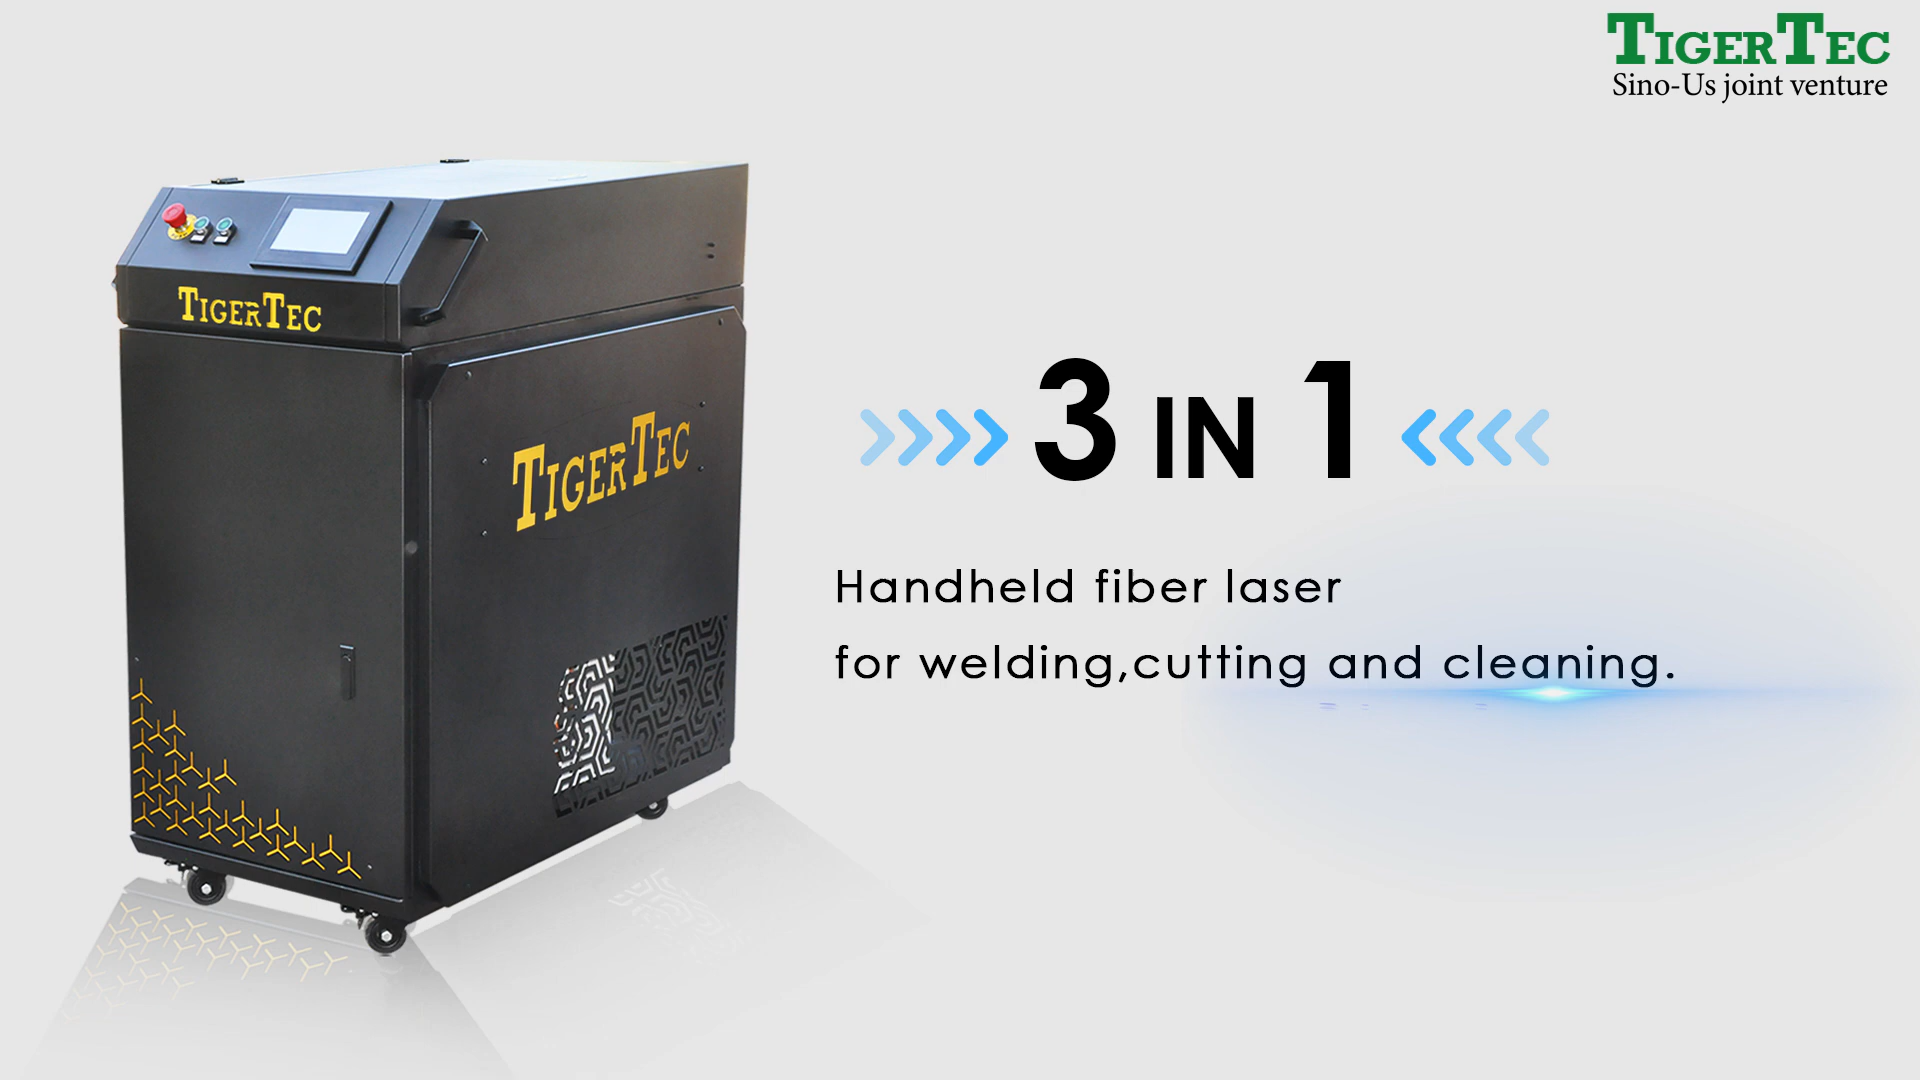 TIGERTEC
Sino-Us joint venture
TIGERTEC
TIGERTEC
3 IN 1
Handheld fiber laser
for welding,cutting and cleaning.